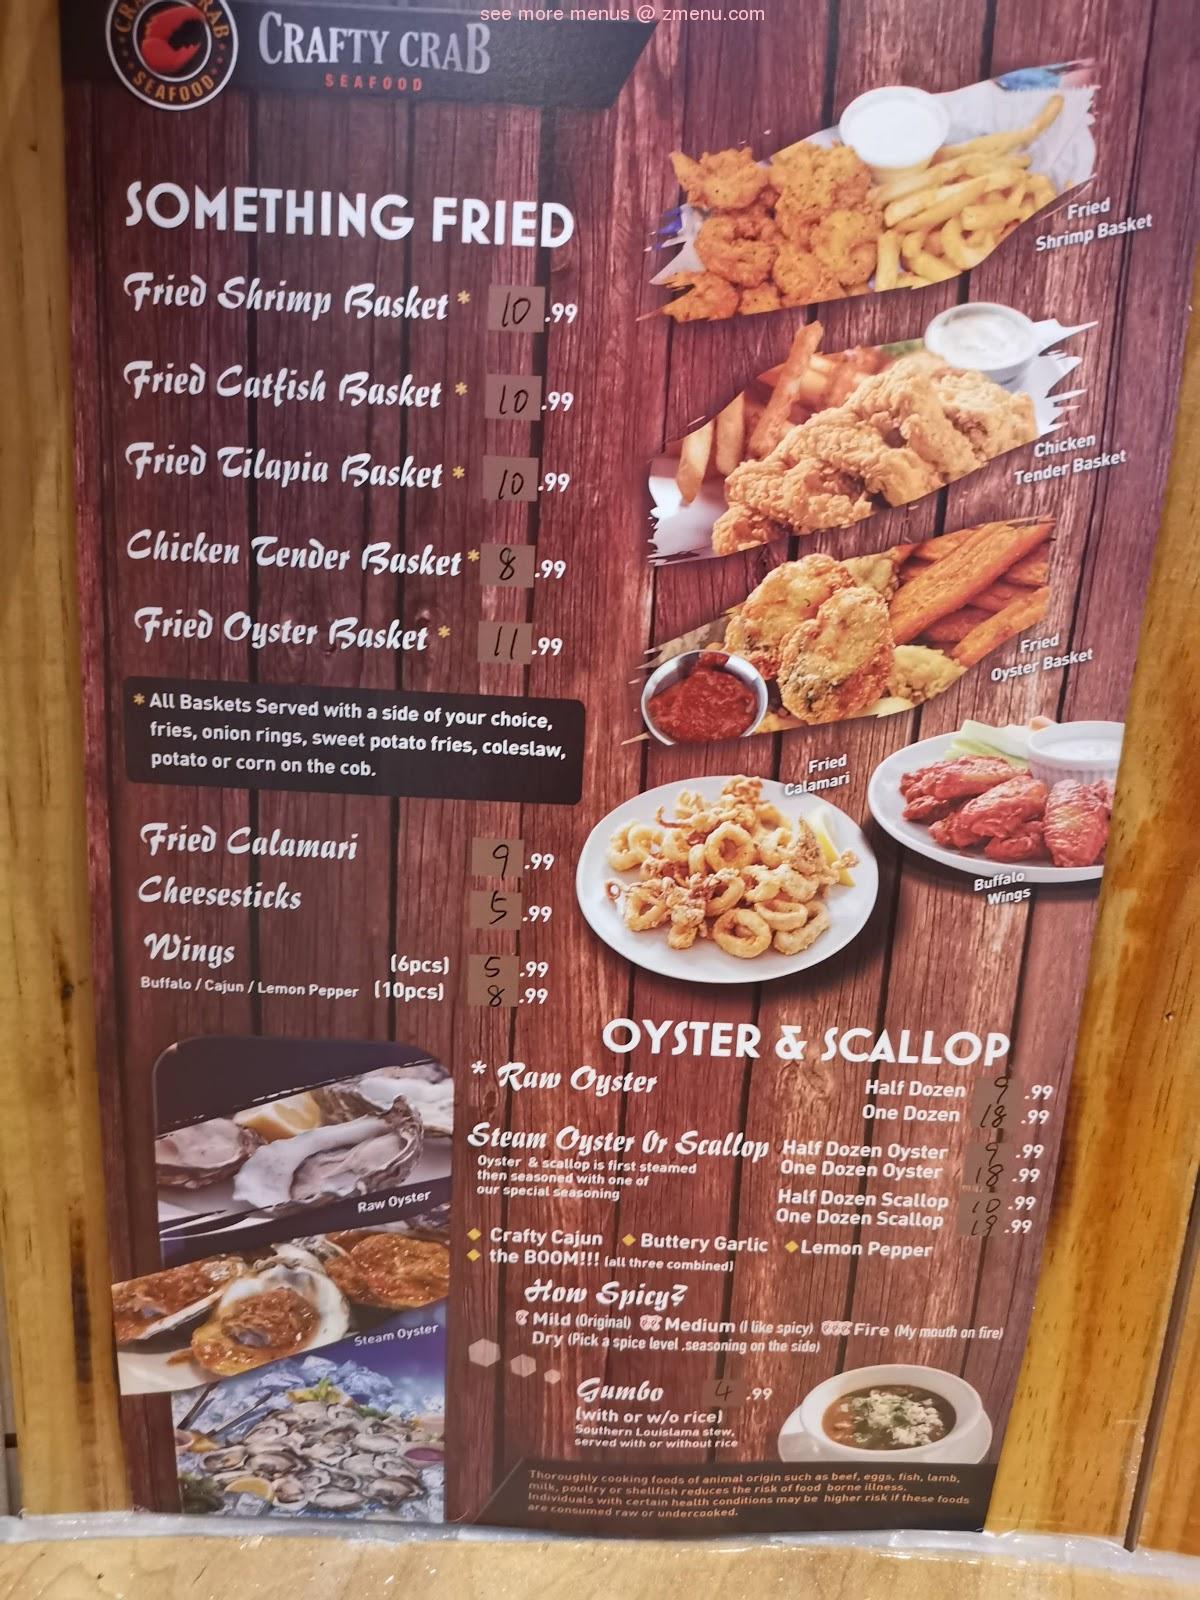 see more menus @ zmenu.com
CRAFTY CRAB
SEAFOOD
CRAFTY CRAB
SEAFOOD
SOMETHING FRIED
Fried Shrimp Basket * 10.99
Fried Catfish Basket * 10.99
Fried Tilapia Basket * 10.99
Chicken Tender Basket * 8.99
Fried Oyster Basket * 11.99
* All Baskets Served with a side of your choice,
fries, onion rings, sweet potato fries, coleslaw,
potato or corn on the cob.
Fried Calamari 9.99
Cheesesticks 5.99
Wings (6pcs) 5.99
Buffalo / Cajun / Lemon Pepper (10pcs) 8.99
Fried
Shrimp Basket
Chicken
Tender Basket
Fried
Oyster Basket
Fried
Calamari
Buffalo
Wings
OYSTER & SCALLOP
* Raw Oyster
Half Dozen 9.99
One Dozen 18.99
Steam Oyster Or Scallop
Oyster & scallop is first steamed
then seasoned with one of
our special seasoning
Half Dozen Oyster 9.99
One Dozen Oyster 18.99
Half Dozen Scallop 10.99
One Dozen Scallop .99
Crafty Cajun Buttery Garlic Lemon Pepper
the BOOM!!! (all three combined)
How Spicy?
Mild (Original) Medium (I like spicy) Fire (My mouth on fire)
Dry (Pick a spice level ,seasoning on the side)
Gumbo 4.99
(with or w/o rice)
Southern Louisiama stew,
served with or without rice
Raw Oyster
Steam Oyster
Thoroughly cooking foods of animal origin such as beef, eggs, fish, lamb,
milk, poultry or shellfish reduces the risk of food borne illness.
Individuals with certain health conditions may be higher risk if these foods
are consumed raw or undercooked.